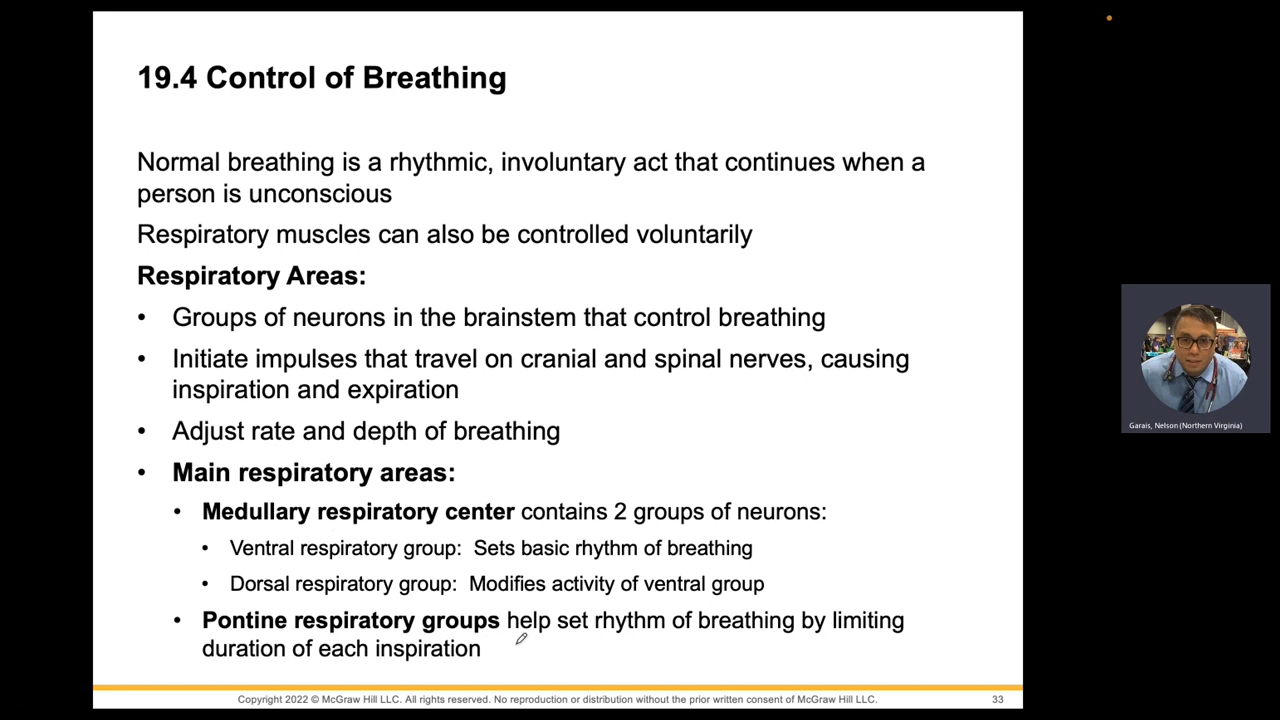 19.4 Control of Breathing
Normal breathing is a rhythmic, involuntary act that continues when a
person is unconscious
Respiratory muscles can also be controlled voluntarily
Respiratory Areas:
• Groups of neurons in the brainstem that control breathing
• Initiate impulses that travel on cranial and spinal nerves, causing
inspiration and expiration
• Adjust rate and depth of breathing
• Main respiratory areas:
• Medullary respiratory center contains 2 groups of neurons:
• Ventral respiratory group:  Sets basic rhythm of breathing
• Dorsal respiratory group:  Modifies activity of ventral group
• Pontine respiratory groups help set rhythm of breathing by limiting
duration of each inspiration
Copyright 2022 © McGraw Hill LLC. All rights reserved. No reproduction or distribution without the prior written consent of McGraw Hill LLC.
33
Garais, Nelson (Northern Virginia)